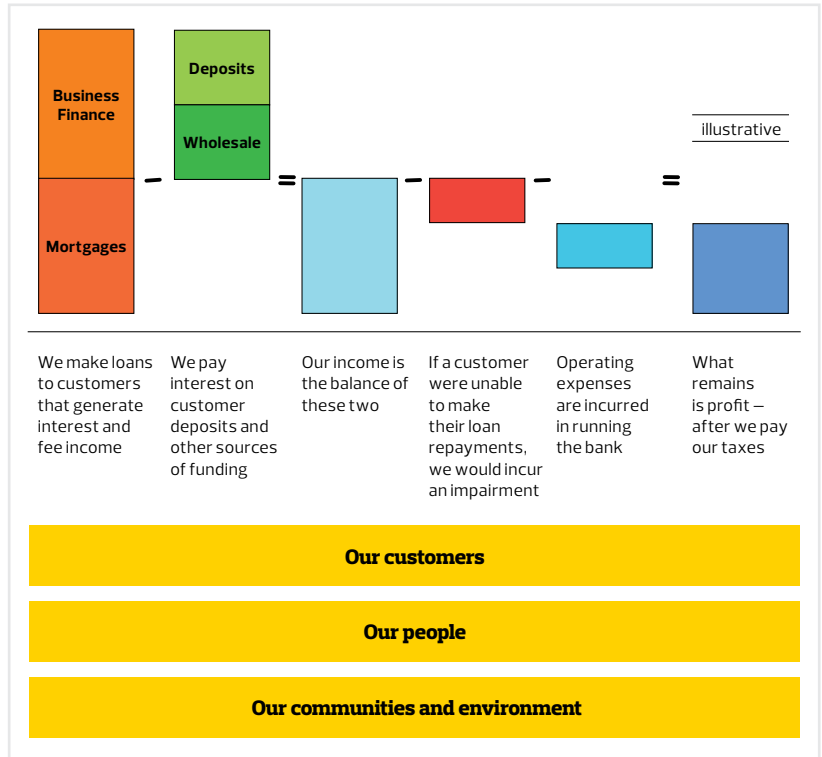 Business
Finance
Mortgages
Deposits
Wholesale
–
=
–
–
=
illustrative
We make loans
to customers
that generate
interest and
fee income
We pay
interest on
customer
deposits and
other sources
of funding
Our income is
the balance of
these two
If a customer
were unable
to make
their loan
repayments,
we would incur
an impairment
Operating
expenses
are incurred
in running
the bank
What
remains
is profit –
after we pay
our taxes
Our customers
Our people
Our communities and environment